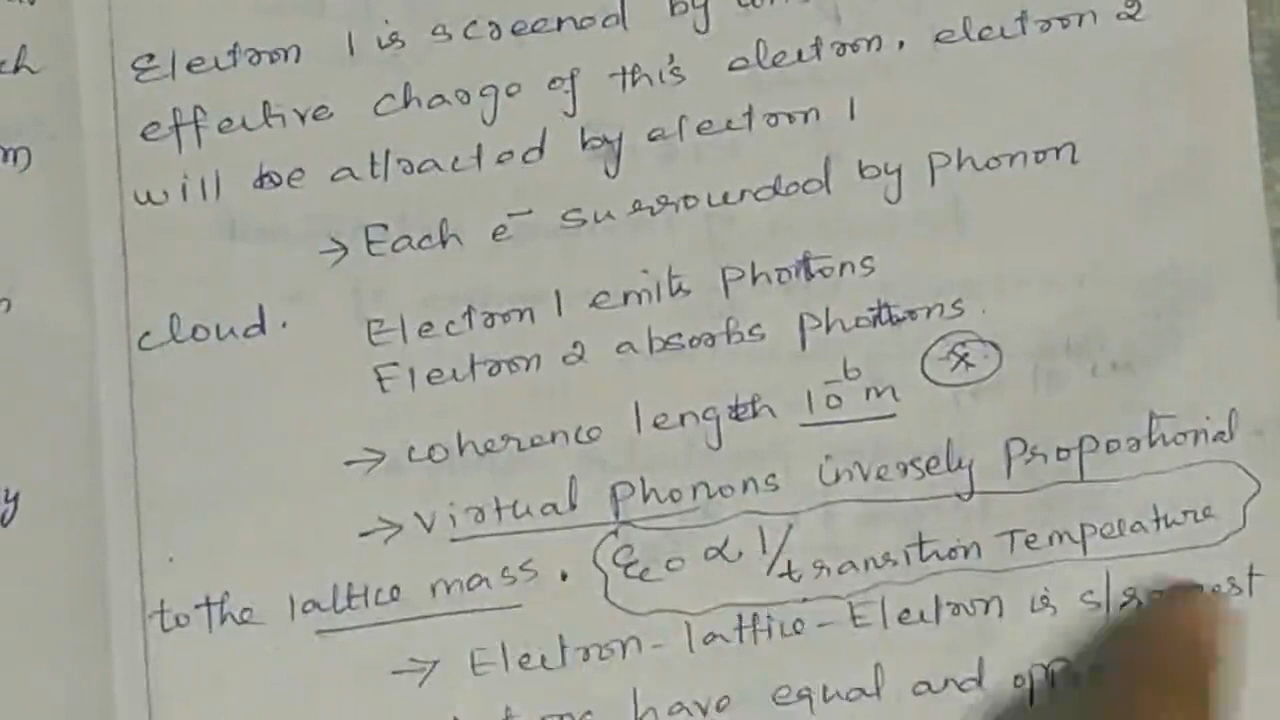 ch
Electron 1 is screened by
effective charge of this electron, electron 2
m
will be attracted by electron 1
→ Each e⁻ surrounded by phonon
cloud.
Electron 1 emits Photons
Electron 2 absorbs photons.
→ coherence length 10⁻⁶ m
→ virtual phonons inversely Proportional
y
to the lattice mass. { ξc0 ∝ 1/transition Temperature }
→ Electron-lattice-Electron is
have equal and